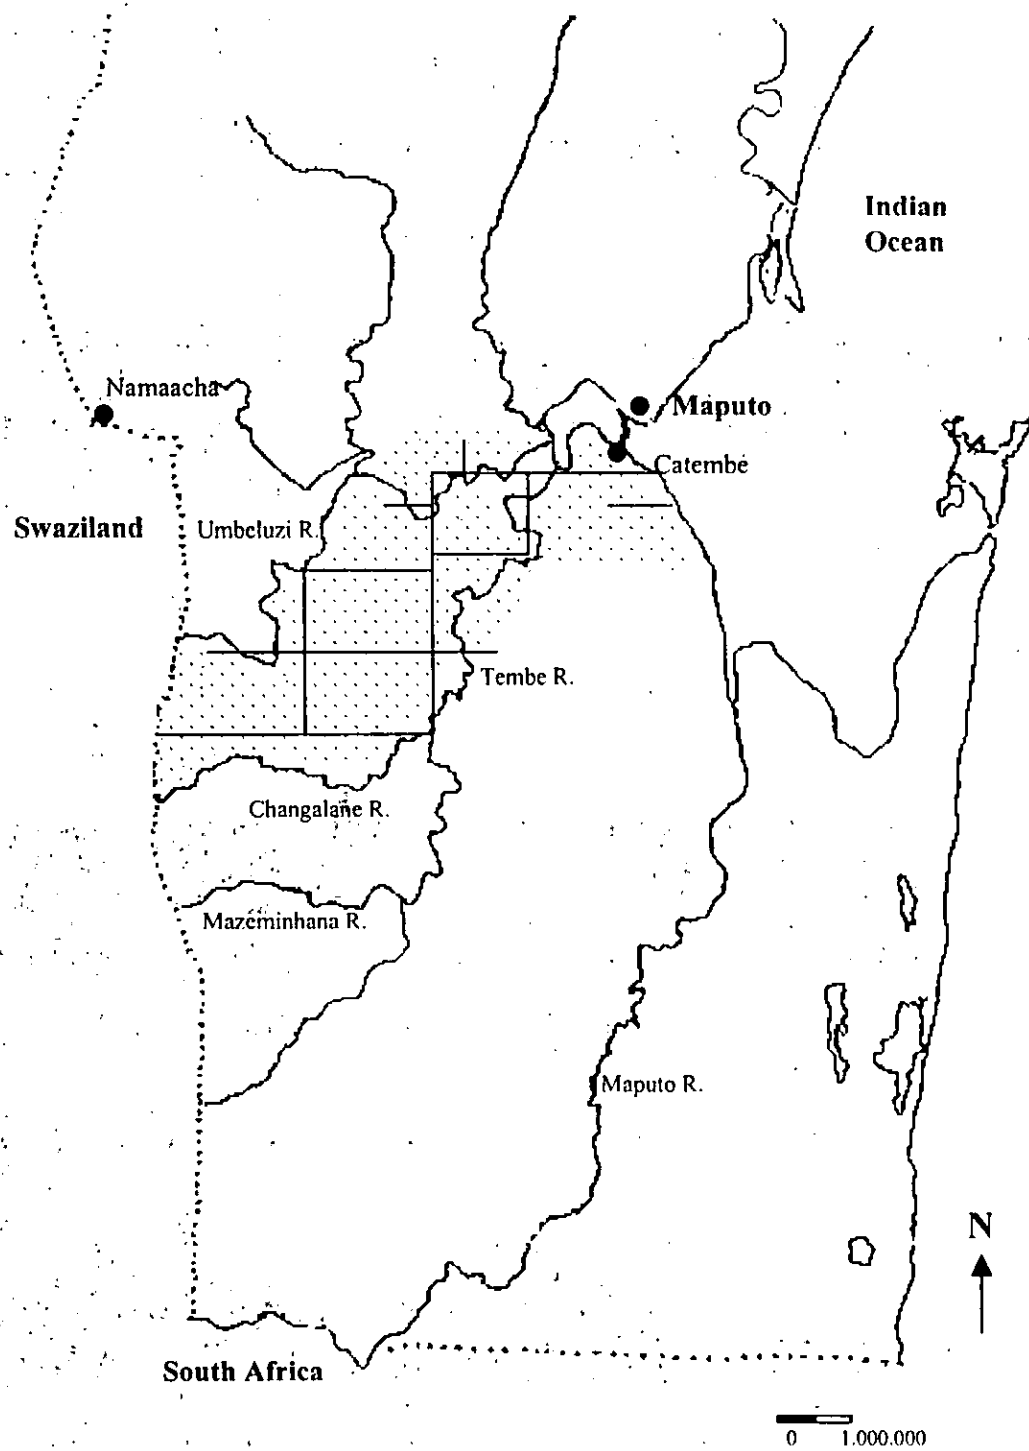 Indian
Ocean
Namaacha
Maputo
Catembe
Swaziland
Umbeluzi R.
Tembe R.
Changalane R.
Mazeminhana R.
Maputo R.
N
South Africa
0 1.000.000